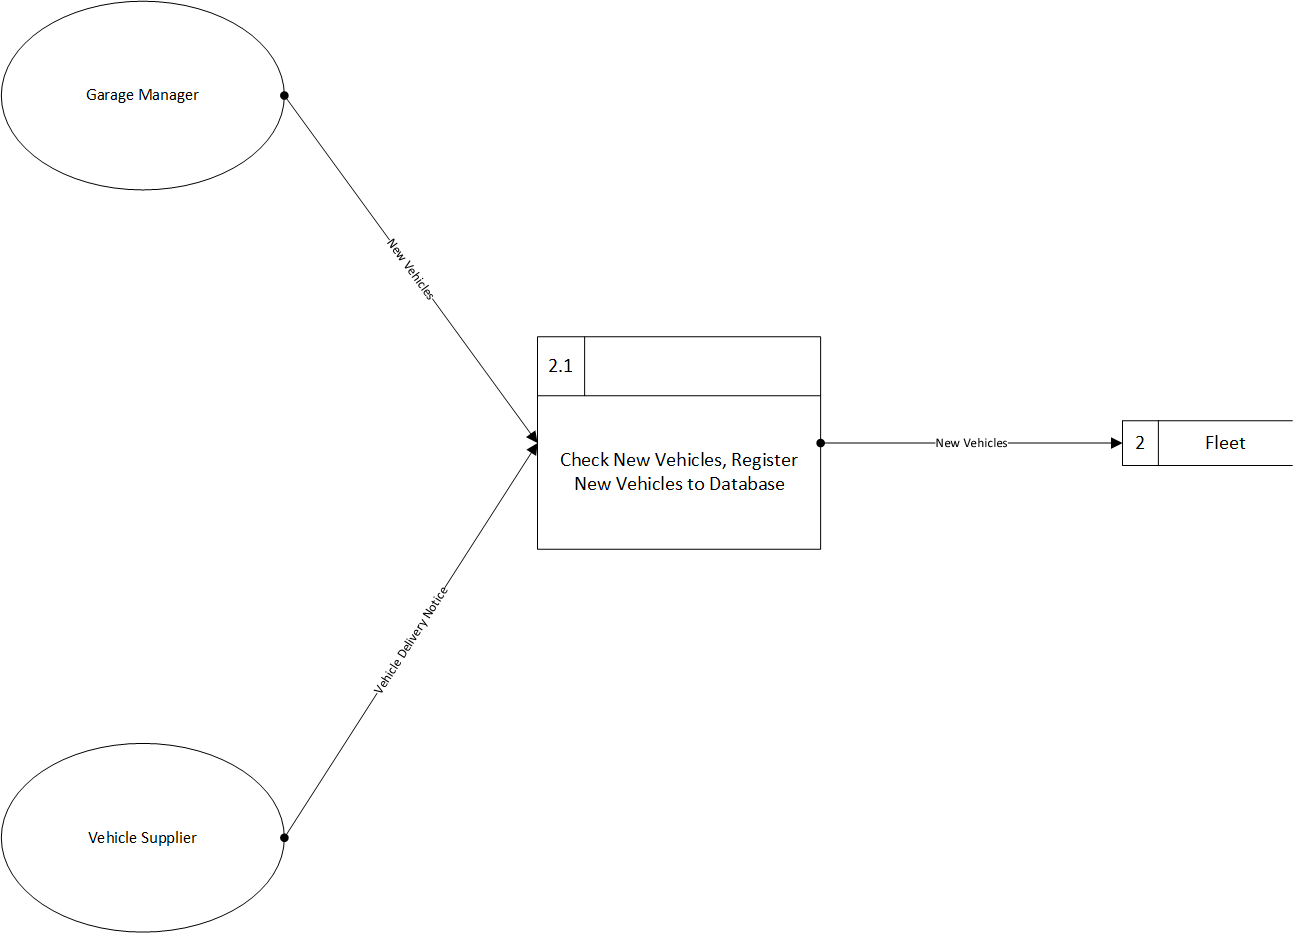 Garage Manager
New Vehicles
2.1
Check New Vehicles, Register
New Vehicles to Database
New Vehicles
2
Fleet
Vehicle Delivery Notice
Vehicle Supplier